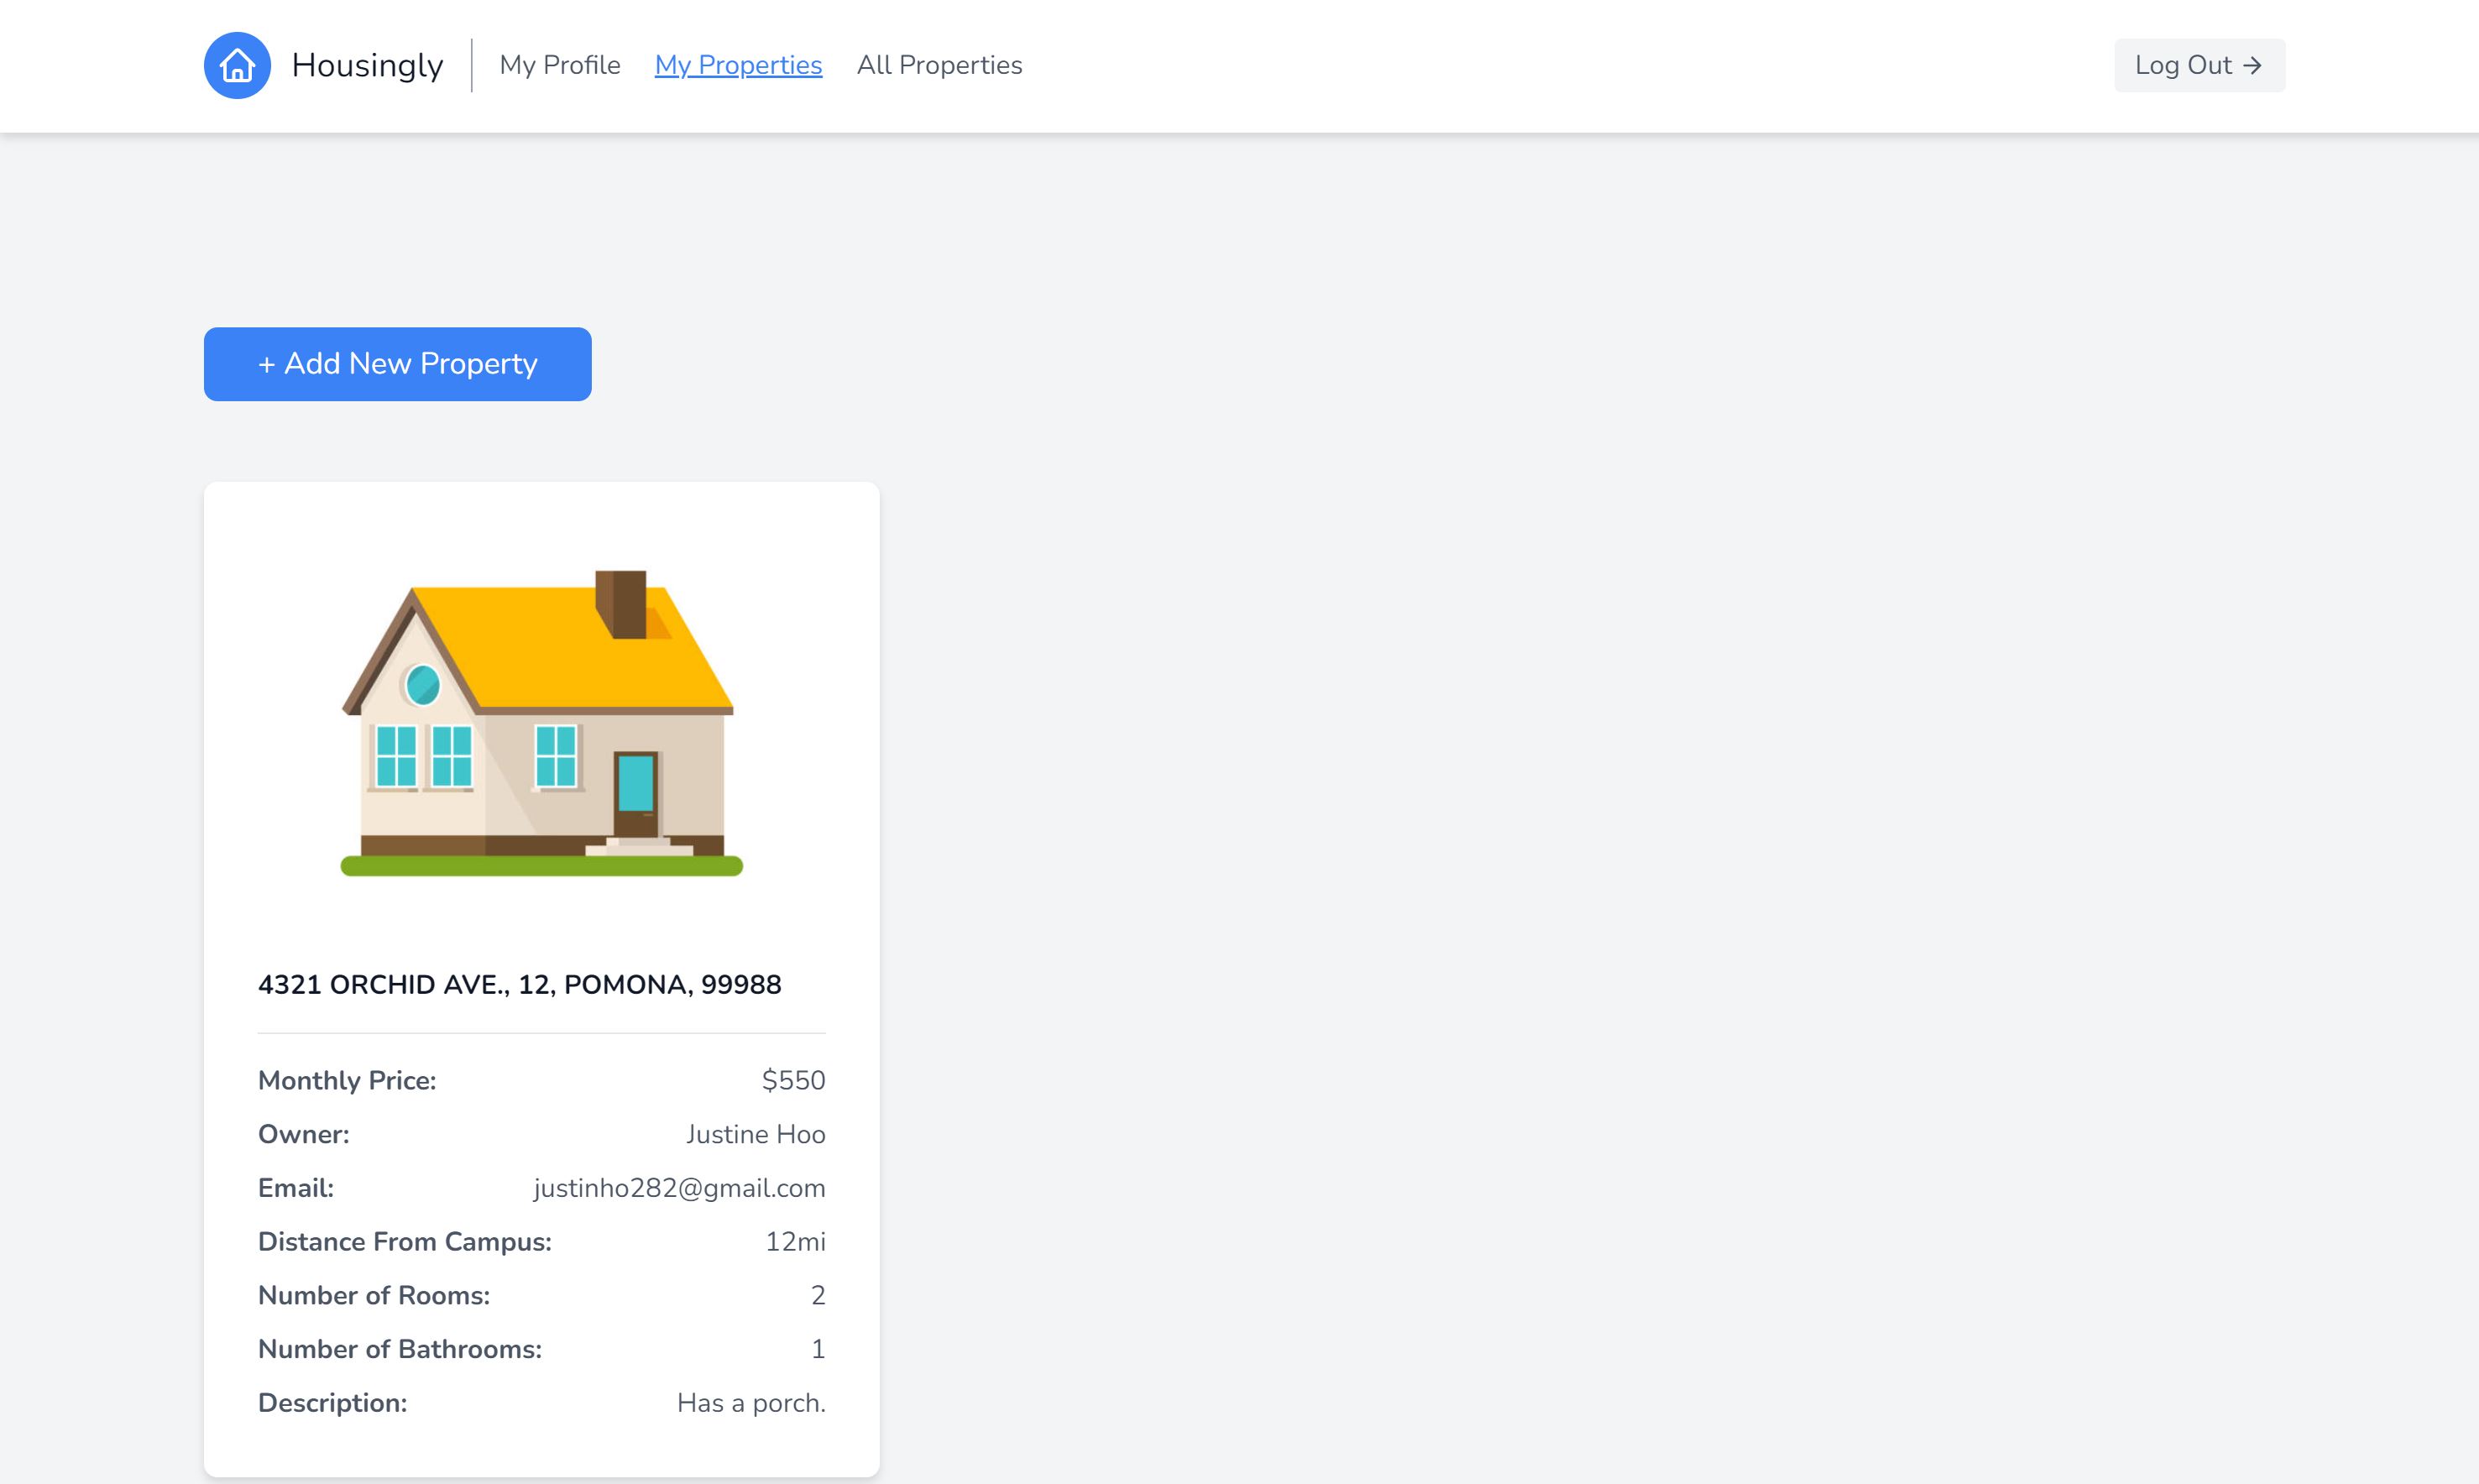 Housingly
My Profile
My Properties
All Properties
Log Out →
+ Add New Property
4321 ORCHID AVE., 12, POMONA, 99988
Monthly Price: $550
Owner: Justine Hoo
Email: justinho282@gmail.com
Distance From Campus: 12mi
Number of Rooms: 2
Number of Bathrooms: 1
Description: Has a porch.